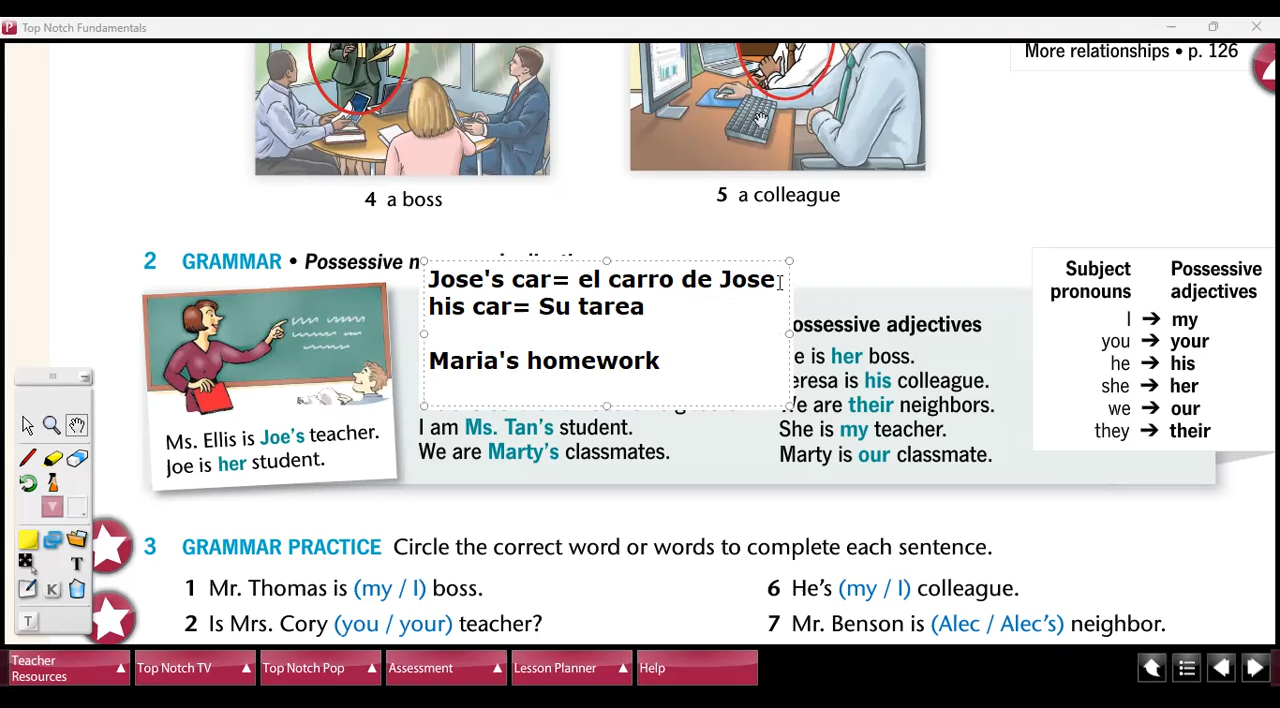 Top Notch Fundamentals
More relationships • p. 126
4 a boss
5 a colleague
2 GRAMMAR • Possessive
Jose's car= el carro de Jose
his car= Su tarea
Maria's homework
Ms. Ellis is Joe's teacher.
Joe is her student.
I am Ms. Tan's student.
We are Marty's classmates.
ossessive adjectives
e is her boss.
eresa is his colleague.
We are their neighbors.
She is my teacher.
Marty is our classmate.
Subject pronouns
Possessive adjectives
I → my
you → your
he → his
she → her
we → our
they → their
3 GRAMMAR PRACTICE Circle the correct word or words to complete each sentence.
1 Mr. Thomas is (my / I) boss.
2 Is Mrs. Cory (you / your) teacher?
6 He's (my / I) colleague.
7 Mr. Benson is (Alec / Alec's) neighbor.
T
K
T
Teacher Resources
Top Notch TV
Top Notch Pop
Assessment
Lesson Planner
Help